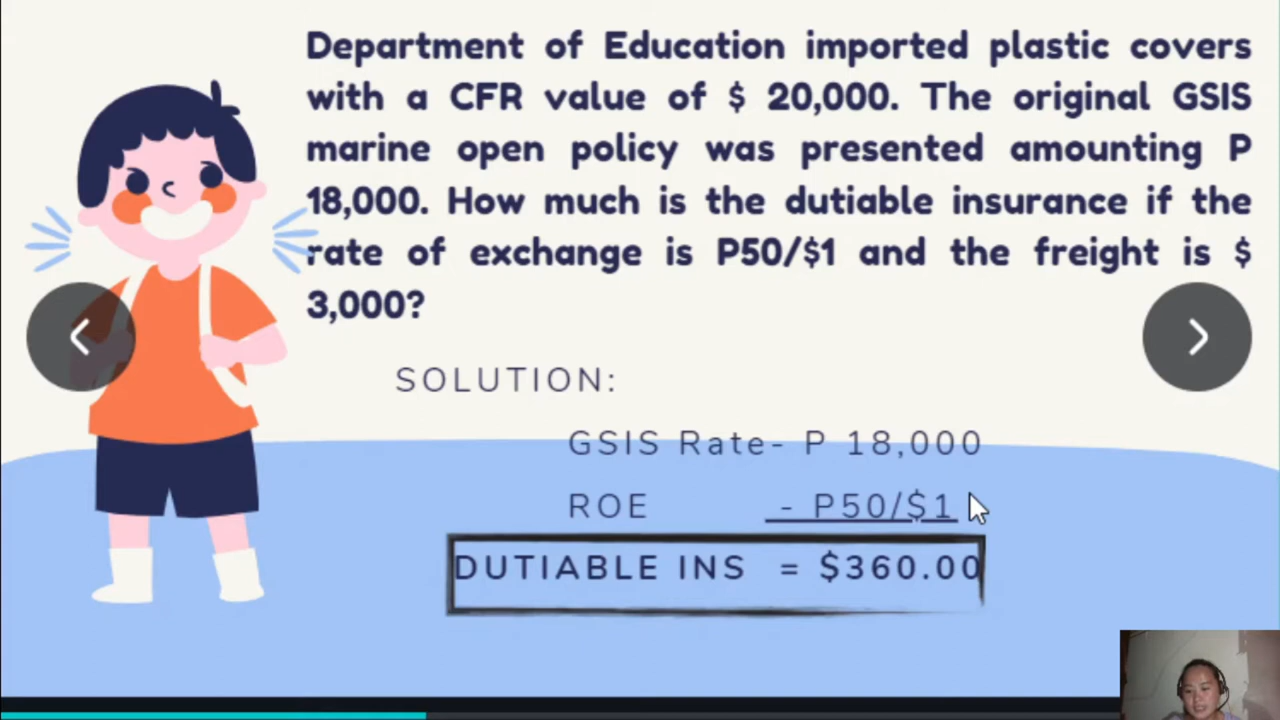 Department of Education imported plastic covers
with a CFR value of $ 20,000. The original GSIS
marine open policy was presented amounting P
18,000. How much is the dutiable insurance if the
rate of exchange is P50/$1 and the freight is $
3,000?
SOLUTION:
GSIS Rate- P 18,000
ROE - P50/$1
DUTIABLE INS = $360.00